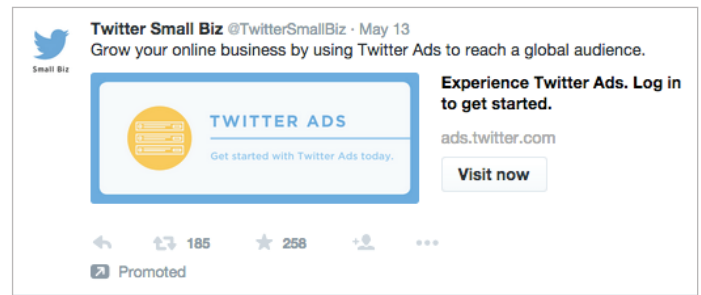 Twitter Small Biz @TwitterSmallBiz · May 13
Grow your online business by using Twitter Ads to reach a global audience.
Small Biz
TWITTER ADS
Get started with Twitter Ads today.
Experience Twitter Ads. Log in
to get started.
ads.twitter.com
Visit now
185 258
Promoted